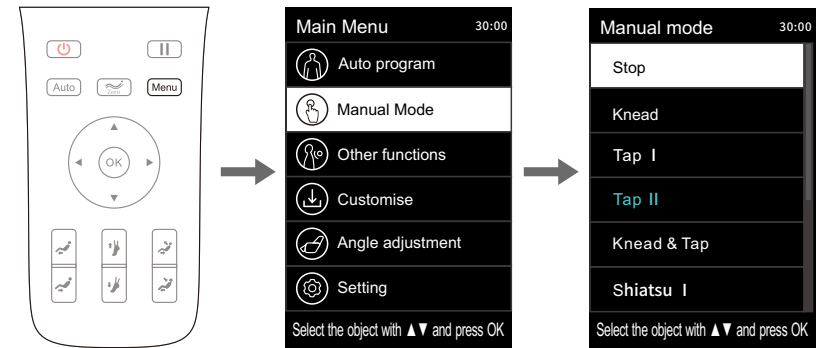 Auto
Zero
Menu
OK
Main Menu 30:00
Auto program
Manual Mode
Other functions
Customise
Angle adjustment
Setting
Select the object with ▲▼ and press OK
Manual mode 30:00
Stop
Knead
Tap I
Tap II
Knead & Tap
Shiatsu I
Select the object with ▲▼ and press OK